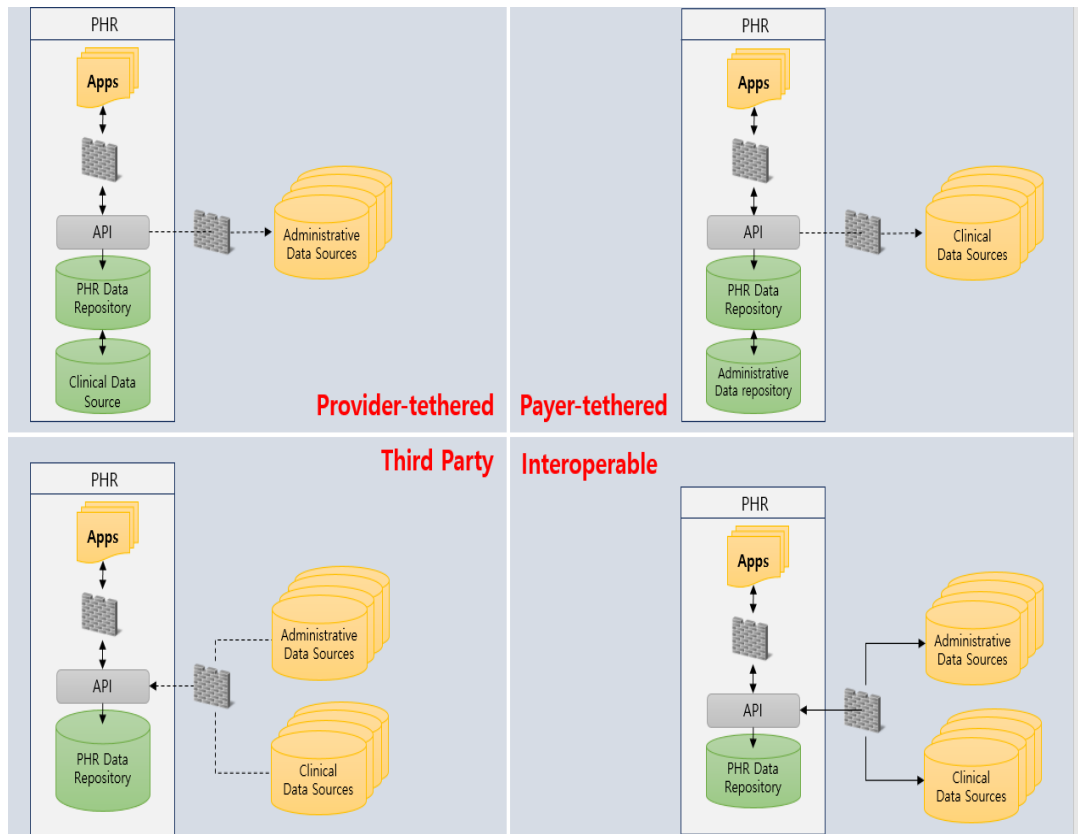 PHR
Apps
API
PHR Data
Repository
Clinical Data
Source
Administrative
Data Sources
Provider-tethered
PHR
Apps
API
PHR Data
Repository
Administrative
Data repository
Clinical
Data Sources
Payer-tethered
Third Party
PHR
Apps
API
PHR Data
Repository
Administrative
Data Sources
Clinical
Data Sources
Interoperable
PHR
Apps
API
PHR Data
Repository
Administrative
Data Sources
Clinical
Data Sources